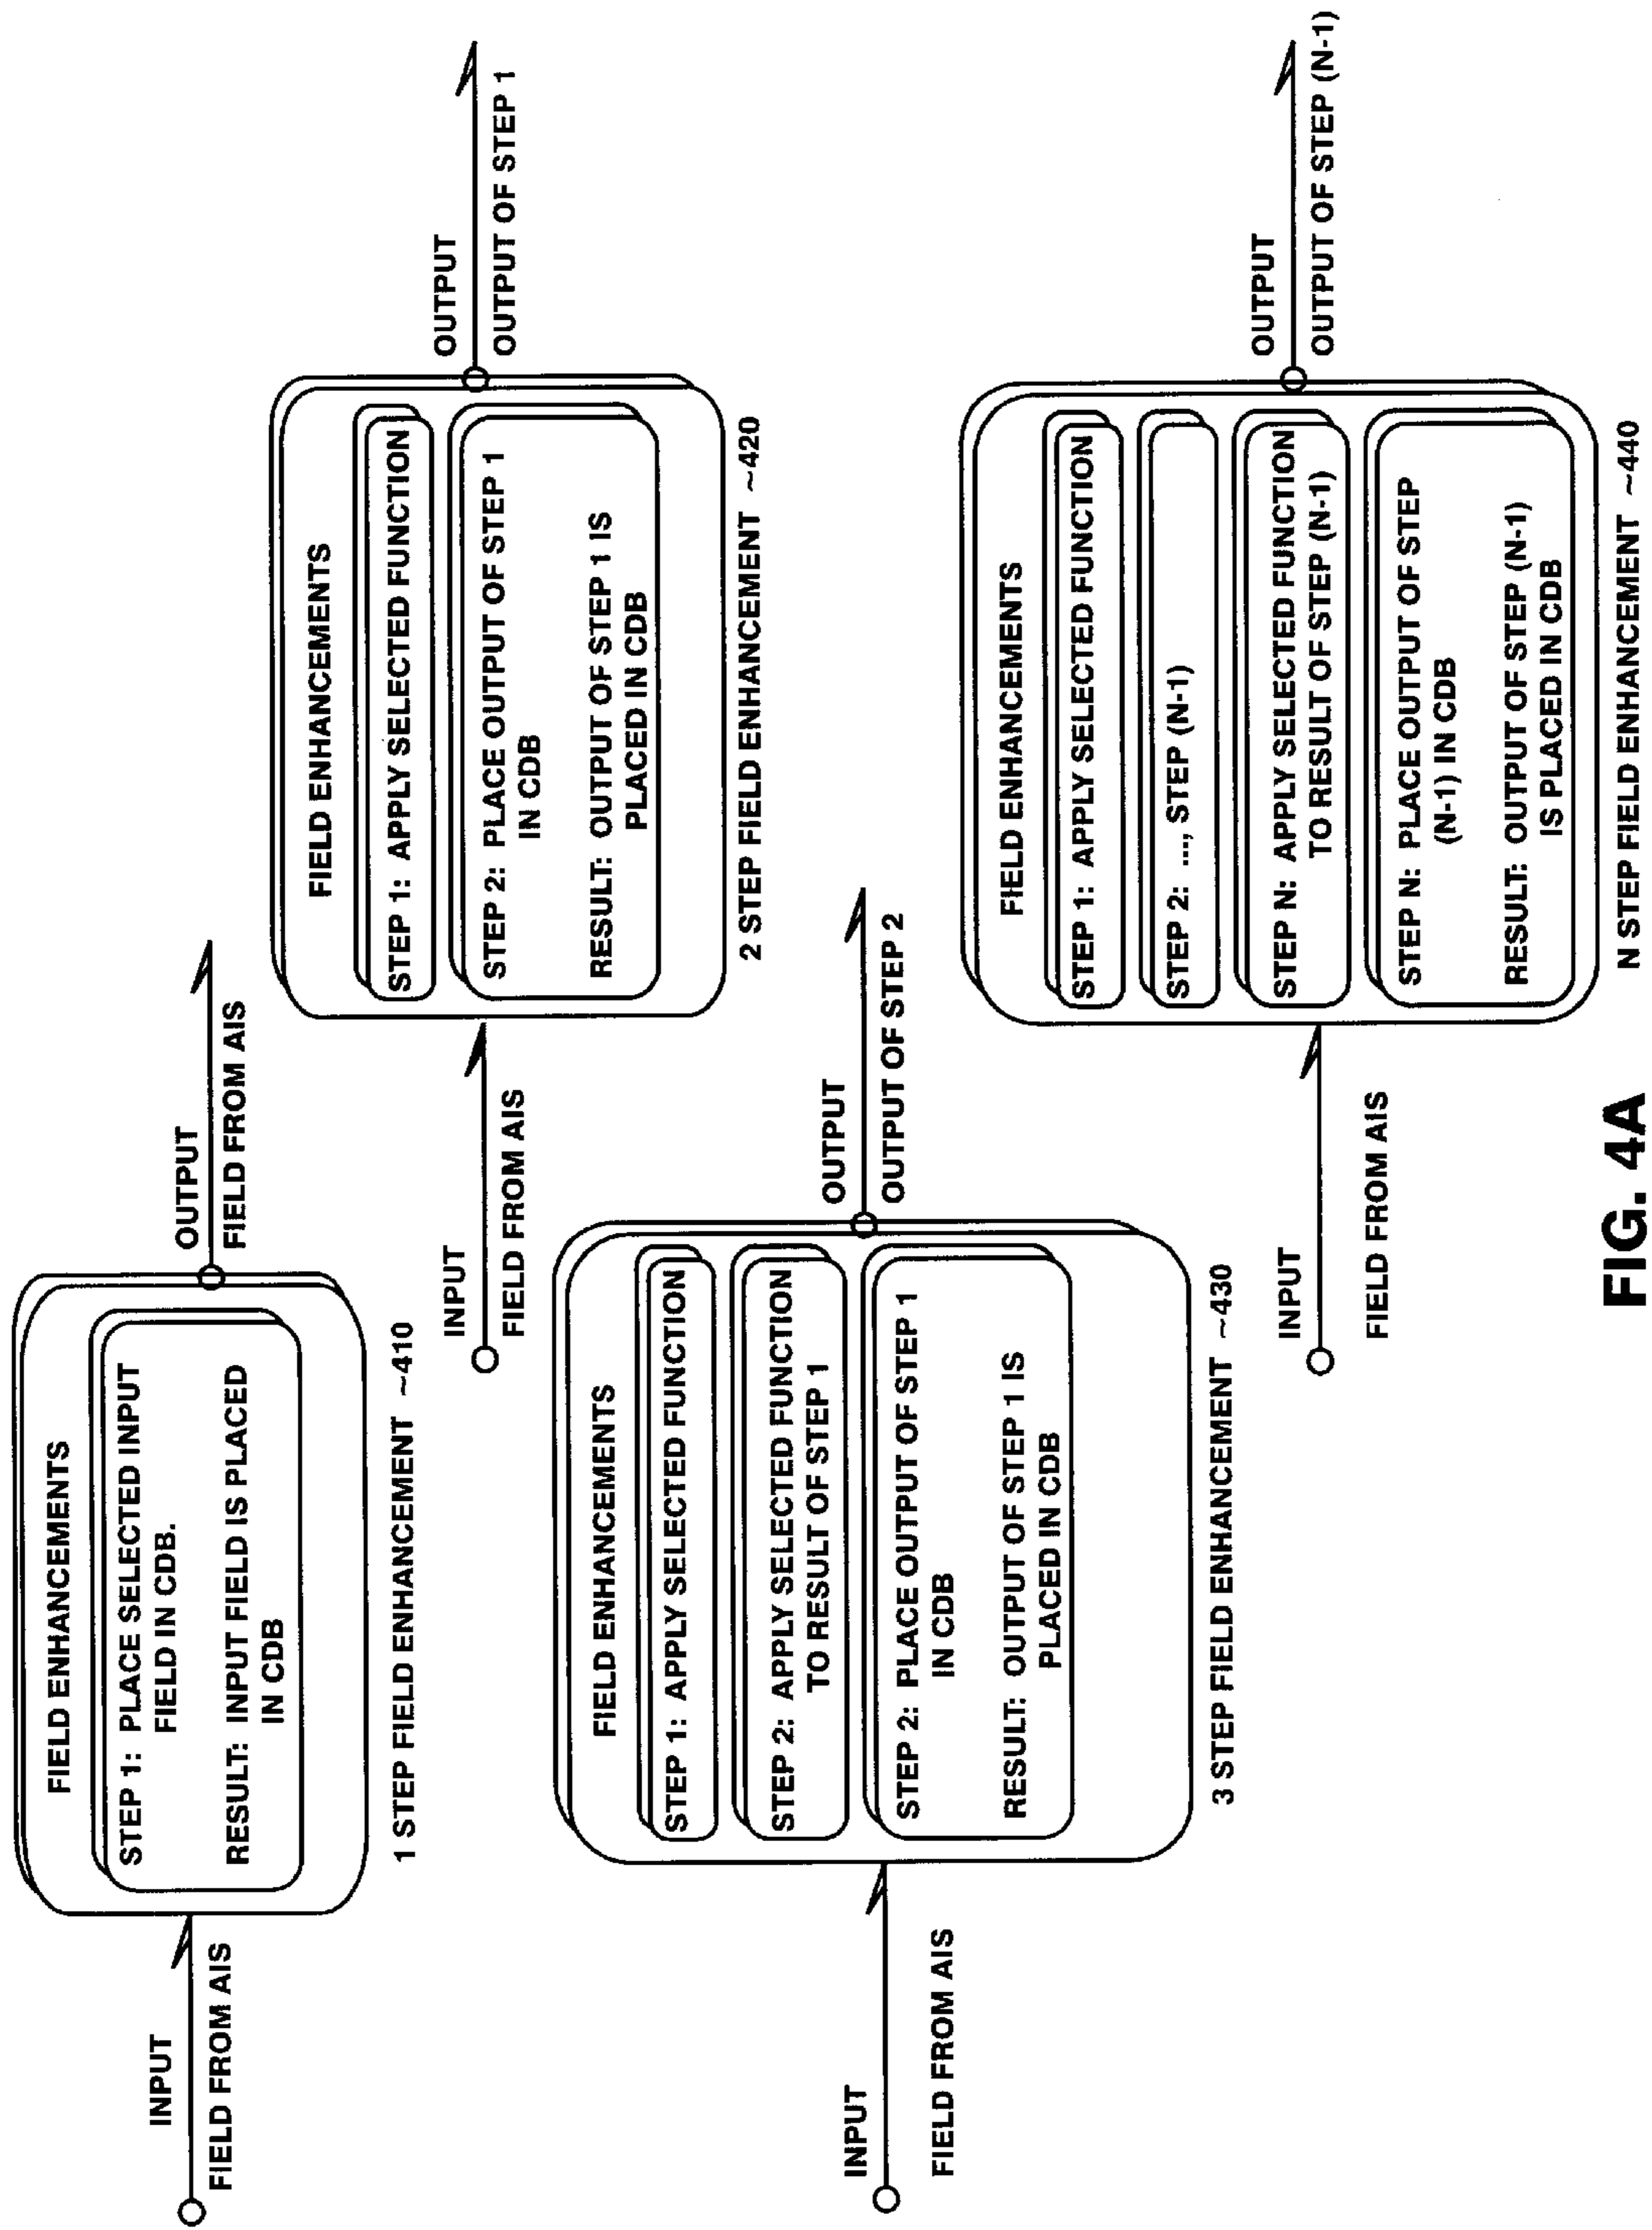 INPUT
FIELD FROM AIS
FIELD ENHANCEMENTS
STEP 1: PLACE SELECTED INPUT
FIELD IN CDB.
RESULT: INPUT FIELD IS PLACED
IN CDB
1 STEP FIELD ENHANCEMENT ~410
OUTPUT
FIELD FROM AIS
INPUT
FIELD FROM AIS
FIELD ENHANCEMENTS
STEP 1: APPLY SELECTED FUNCTION
STEP 2: PLACE OUTPUT OF STEP 1
IN CDB
RESULT: OUTPUT OF STEP 1 IS
PLACED IN CDB
2 STEP FIELD ENHANCEMENT ~420
OUTPUT
OUTPUT OF STEP 1
INPUT
FIELD FROM AIS
FIELD ENHANCEMENTS
STEP 1: APPLY SELECTED FUNCTION
STEP 2: APPLY SELECTED FUNCTION
TO RESULT OF STEP 1
STEP 2: PLACE OUTPUT OF STEP 1
IN CDB
RESULT: OUTPUT OF STEP 1 IS
PLACED IN CDB
3 STEP FIELD ENHANCEMENT ~430
OUTPUT
OUTPUT OF STEP 2
INPUT
FIELD FROM AIS
FIELD ENHANCEMENTS
STEP 1: APPLY SELECTED FUNCTION
STEP 2: ..., STEP (N-1)
STEP N: APPLY SELECTED FUNCTION
TO RESULT OF STEP (N-1)
STEP N: PLACE OUTPUT OF STEP
(N-1) IN CDB
RESULT: OUTPUT OF STEP (N-1)
IS PLACED IN CDB
N STEP FIELD ENHANCEMENT ~440
OUTPUT
OUTPUT OF STEP (N-1)
FIG. 4A